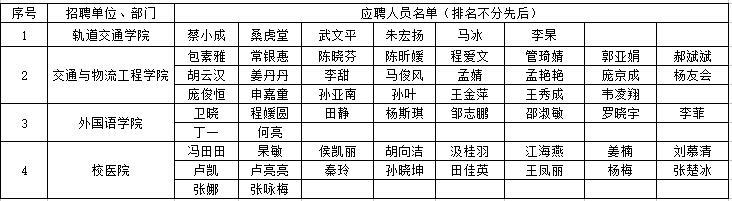 序号 招聘单位、部门 应聘人员名单（排名不分先后）
1 轨道交通学院 蔡小成 桑虎堂 武文平 朱宏扬 马冰 李杲
2 交通与物流工程学院 包素雅 常银惠 陈晓芬 陈昕媛 程爱文 管琦婧 郭亚娟 郝斌斌
胡云汉 姜丹丹 李甜 马俊风 孟婧 孟艳艳 庞京成 杨友会
庞俊恒 申嘉童 孙亚南 孙叶 王金萍 王秀成 韦凌翔
3 外国语学院 卫晓 程媛圆 田静 杨斯琪 邹志鹏 邵淑敏 罗晓宇 李菲
丁一 何亮
4 校医院 冯田田 杲敏 侯凯丽 胡向洁 汲桂羽 江海燕 姜楠 刘慕清
卢凯 卢亮亮 秦玲 孙晓坤 田佳英 王凤丽 杨梅 张楚冰
张娜 张咏梅